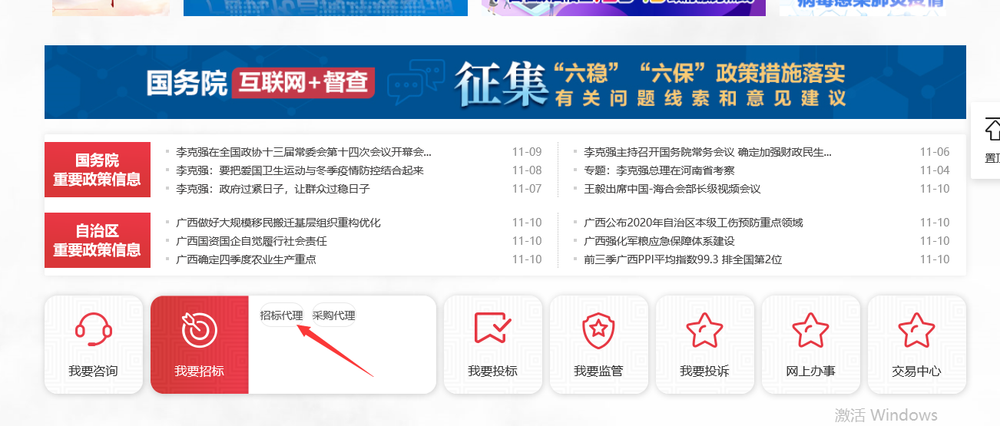 国务院 互联网+督查
征集
“六稳” “六保” 政策措施落实
有关问题线索和意见建议
国务院
重要政策信息
李克强在全国政协十三届常委会第十四次会议开幕会... 11-09
李克强：要把爱国卫生运动与冬季疫情防控结合起来 11-08
李克强：政府过紧日子，让群众过稳日子 11-07
李克强主持召开国务院常务会议 确定加强财政民生... 11-06
专题：李克强总理在河南省考察 11-04
王毅出席中国-海合会部长级视频会议 11-10
自治区
重要政策信息
广西做好大规模移民搬迁基层组织重构优化 11-10
广西国资国企自觉履行社会责任 11-10
广西确定四季度农业生产重点 11-10
广西公布2020年自治区本级工伤预防重点领域 11-10
广西强化军粮应急保障体系建设 11-10
前三季广西PPI平均指数99.3 排全国第2位 11-10
置顶
招标代理 采购代理
我要咨询
我要招标
我要投标
我要监管
我要投诉
网上办事
交易中心
激活 Windows